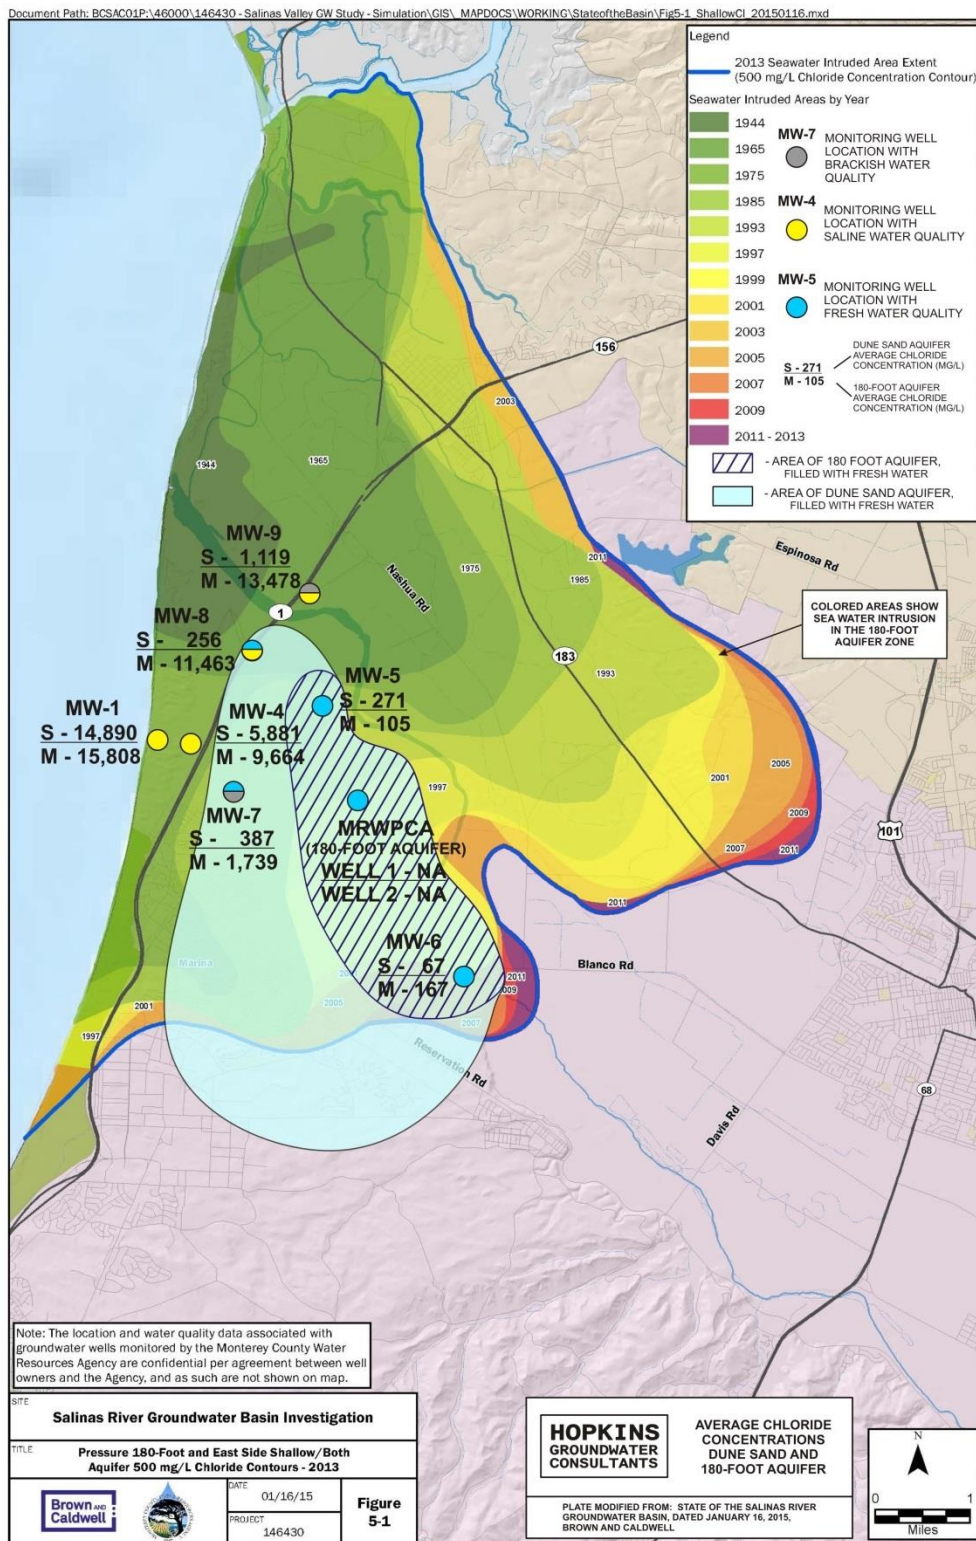 Document Path: BCSAC01P:\46000\146430 - Salinas Valley GW Study - Simulation\GIS\_MAPDOCS\WORKING\StateoftheBasin\Fig5-1_ShallowCl_20150116.mxd
Legend
2013 Seawater Intruded Area Extent
(500 mg/L Chloride Concentration Contour)
Seawater Intruded Areas by Year
1944
1965
1975
1985
1993
1997
1999
2001
2003
2005
2007
2009
2011 - 2013
MW-7
MONITORING WELL
LOCATION WITH
BRACKISH WATER
QUALITY
MW-4
MONITORING WELL
LOCATION WITH
SALINE WATER QUALITY
MW-5
MONITORING WELL
LOCATION WITH
FRESH WATER QUALITY
S - 271
M - 105
DUNE SAND AQUIFER
AVERAGE CHLORIDE
CONCENTRATION (MG/L)
180-FOOT AQUIFER
AVERAGE CHLORIDE
CONCENTRATION (MG/L)
- AREA OF 180 FOOT AQUIFER,
FILLED WITH FRESH WATER
- AREA OF DUNE SAND AQUIFER,
FILLED WITH FRESH WATER
156
2003
1944
1965
MW-9
S - 1,119
M - 13,478
Nashua Rd
1975
1985
2011
Espinosa Rd
COLORED AREAS SHOW
SEA WATER INTRUSION
IN THE 180-FOOT
AQUIFER ZONE
1
MW-8
S - 256
M - 11,463
183
1993
MW-5
S - 271
M - 105
MW-1
S - 14,890
M - 15,808
MW-4
S - 5,881
M - 9,664
1997
2001
2005
2009
2011
2007
101
MW-7
S - 387
M - 1,739
MRWPCA
(180-FOOT AQUIFER)
WELL 1 - NA
WELL 2 - NA
2011
MW-6
S - 67
M - 167
Marina
2011
2009
Blanco Rd
2001
2005
2007
1997
Reservation Rd
Davis Rd
68
Note: The location and water quality data associated with
groundwater wells monitored by the Monterey County Water
Resources Agency are confidential per agreement between well
owners and the Agency, and as such are not shown on map.
SITE
Salinas River Groundwater Basin Investigation
TITLE
Pressure 180-Foot and East Side Shallow/Both
Aquifer 500 mg/L Chloride Contours - 2013
Brown AND
Caldwell
DATE
01/16/15
PROJECT
146430
Figure
5-1
HOPKINS
GROUNDWATER
CONSULTANTS
AVERAGE CHLORIDE
CONCENTRATIONS
DUNE SAND AND
180-FOOT AQUIFER
PLATE MODIFIED FROM: STATE OF THE SALINAS RIVER
GROUNDWATER BASIN, DATED JANUARY 16, 2015,
BROWN AND CALDWELL
N
0 1
Miles